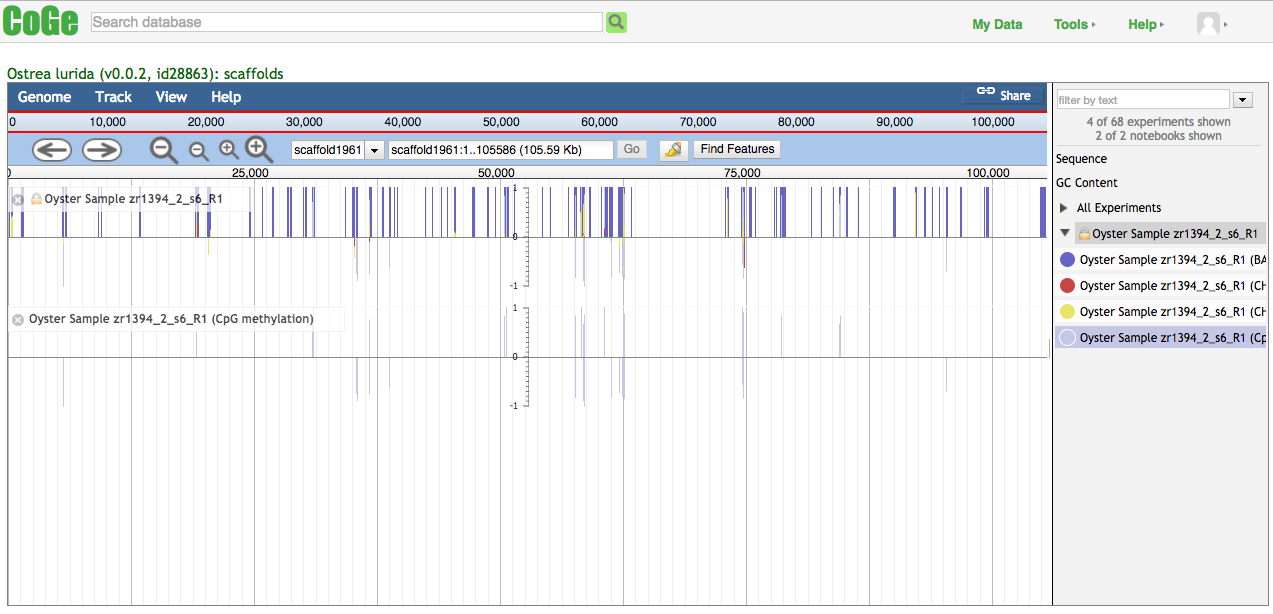 CoGe Search database My Data Tools Help
Ostrea lurida (v0.0.2, id28863): scaffolds
Genome Track View Help Share
0 10,000 20,000 30,000 40,000 50,000 60,000 70,000 80,000 90,000 100,000
scaffold1961 scaffold1961:1..105586 (105.59 Kb) Go Find Features
0 25,000 50,000 75,000 100,000
Oyster Sample zr1394_2_s6_R1
1
0
-1
Oyster Sample zr1394_2_s6_R1 (CpG methylation)
1
0
-1
filter by text
4 of 68 experiments shown
2 of 2 notebooks shown
Sequence
GC Content
All Experiments
Oyster Sample zr1394_2_s6_R1
Oyster Sample zr1394_2_s6_R1 (BA
Oyster Sample zr1394_2_s6_R1 (CH
Oyster Sample zr1394_2_s6_R1 (CH
Oyster Sample zr1394_2_s6_R1 (Cp